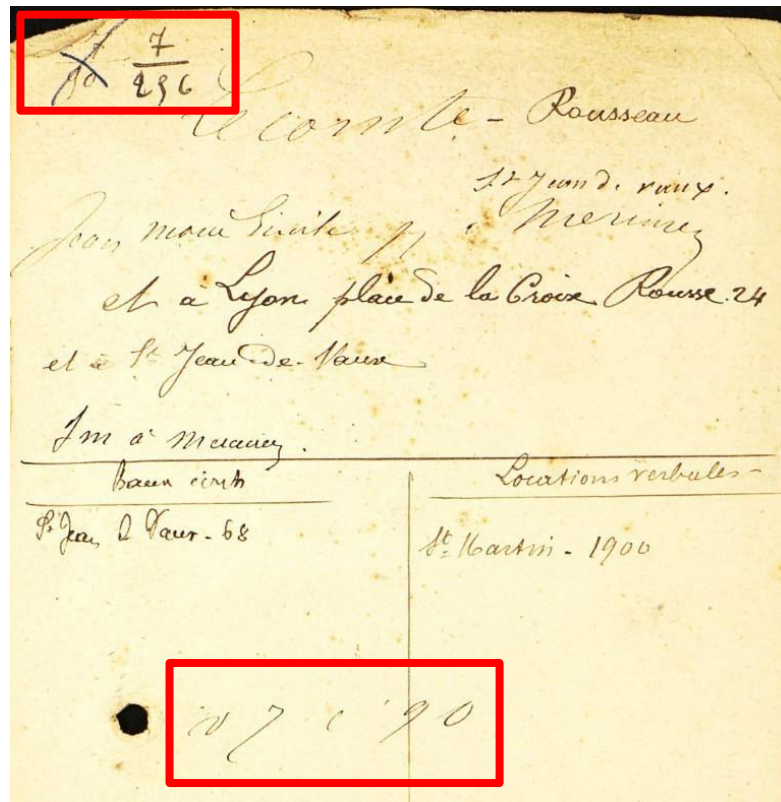 7
296
Lecomte - Rousseau
St Jean de vaux.
Jean marie Emile à Mercurey
et à Lyon place de la Croix Rousse. 24
et à St Jean-de-Vaux
Im à mercurey.
Baux écrits
Locations verbales -
St Jean D Vaux - 68
St Martin - 1900
v 7 c 90